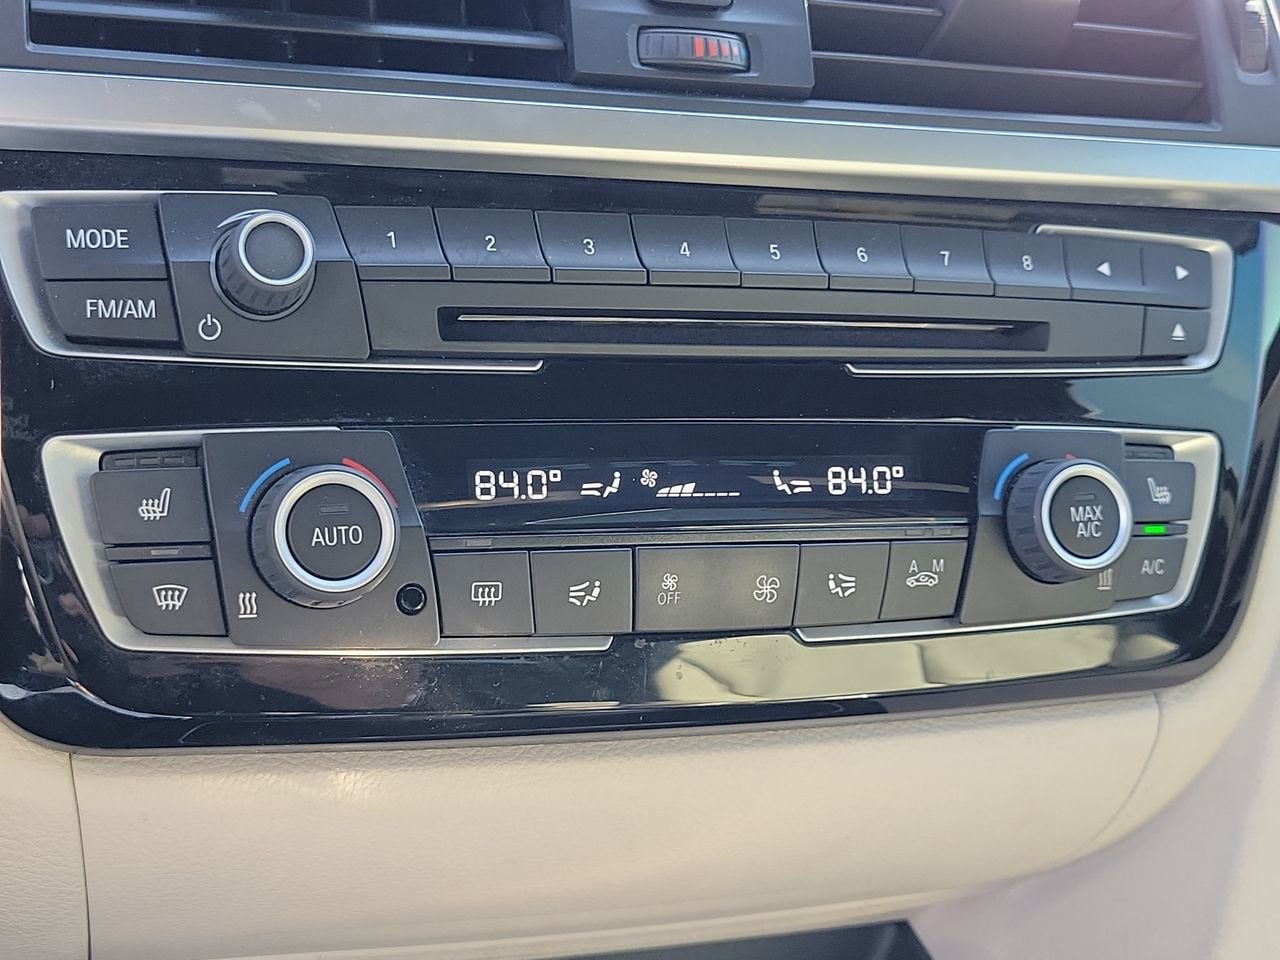 MODE
1 2 3 4 5 6 7 8
FM/AM
84.0° 84.0°
AUTO
MAX
A/C
OFF
A M
A/C